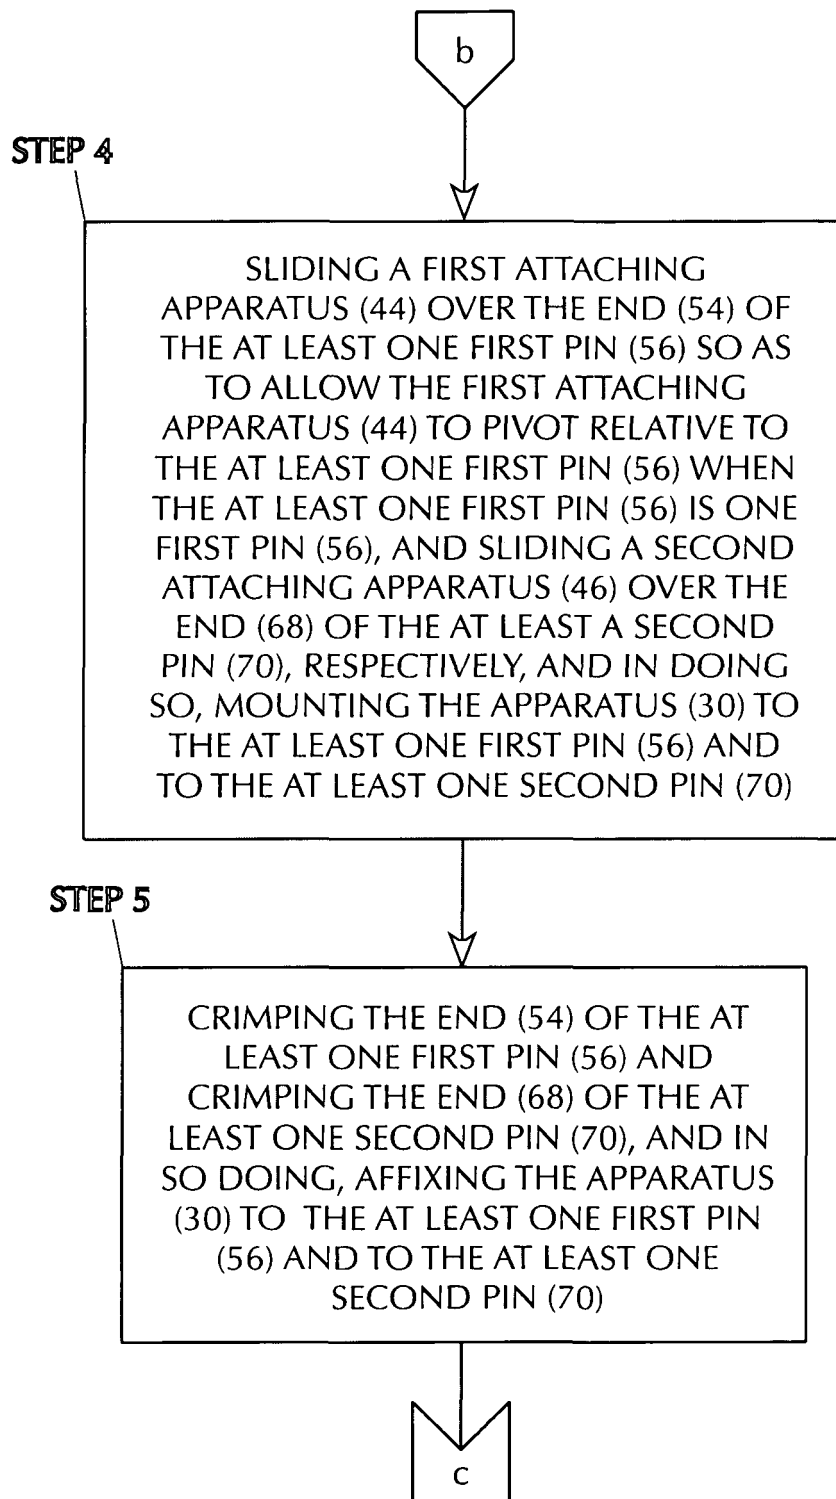 b
STEP 4
SLIDING A FIRST ATTACHING
APPARATUS (44) OVER THE END (54) OF
THE AT LEAST ONE FIRST PIN (56) SO AS
TO ALLOW THE FIRST ATTACHING
APPARATUS (44) TO PIVOT RELATIVE TO
THE AT LEAST ONE FIRST PIN (56) WHEN
THE AT LEAST ONE FIRST PIN (56) IS ONE
FIRST PIN (56), AND SLIDING A SECOND
ATTACHING APPARATUS (46) OVER THE
END (68) OF THE AT LEAST A SECOND
PIN (70), RESPECTIVELY, AND IN DOING
SO, MOUNTING THE APPARATUS (30) TO
THE AT LEAST ONE FIRST PIN (56) AND
TO THE AT LEAST ONE SECOND PIN (70)
STEP 5
CRIMPING THE END (54) OF THE AT
LEAST ONE FIRST PIN (56) AND
CRIMPING THE END (68) OF THE AT
LEAST ONE SECOND PIN (70), AND IN
SO DOING, AFFIXING THE APPARATUS
(30) TO THE AT LEAST ONE FIRST PIN
(56) AND TO THE AT LEAST ONE
SECOND PIN (70)
c